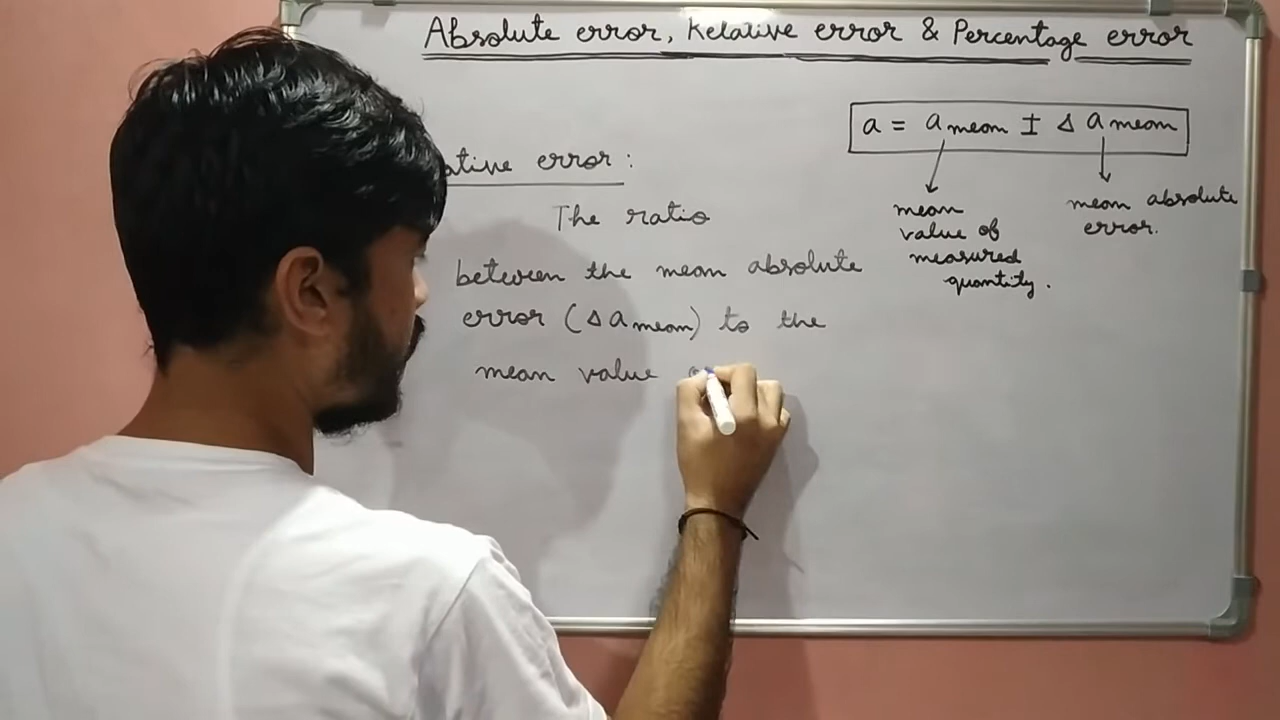 Absolute error, Relative error & Percentage error
a = a mean ± Δ a mean
mean
value of
measured
quantity.
mean absolute
error.
ative error :
The ratio
between the mean absolute
error (Δ a mean) to the
mean value